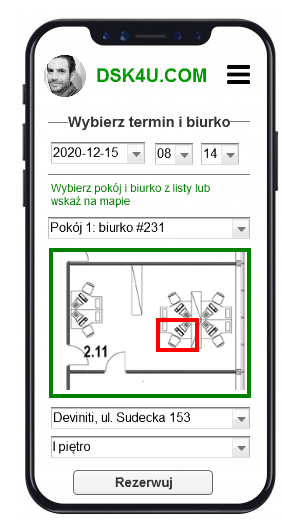 DSK4U.COM
Wybierz termin i biurko
2020-12-15 08 14
Wybierz pokój i biurko z listy lub
wskaż na mapie
Pokój 1: biurko #231
2.11
Deviniti, ul. Sudecka 153
I piętro
Rezerwuj